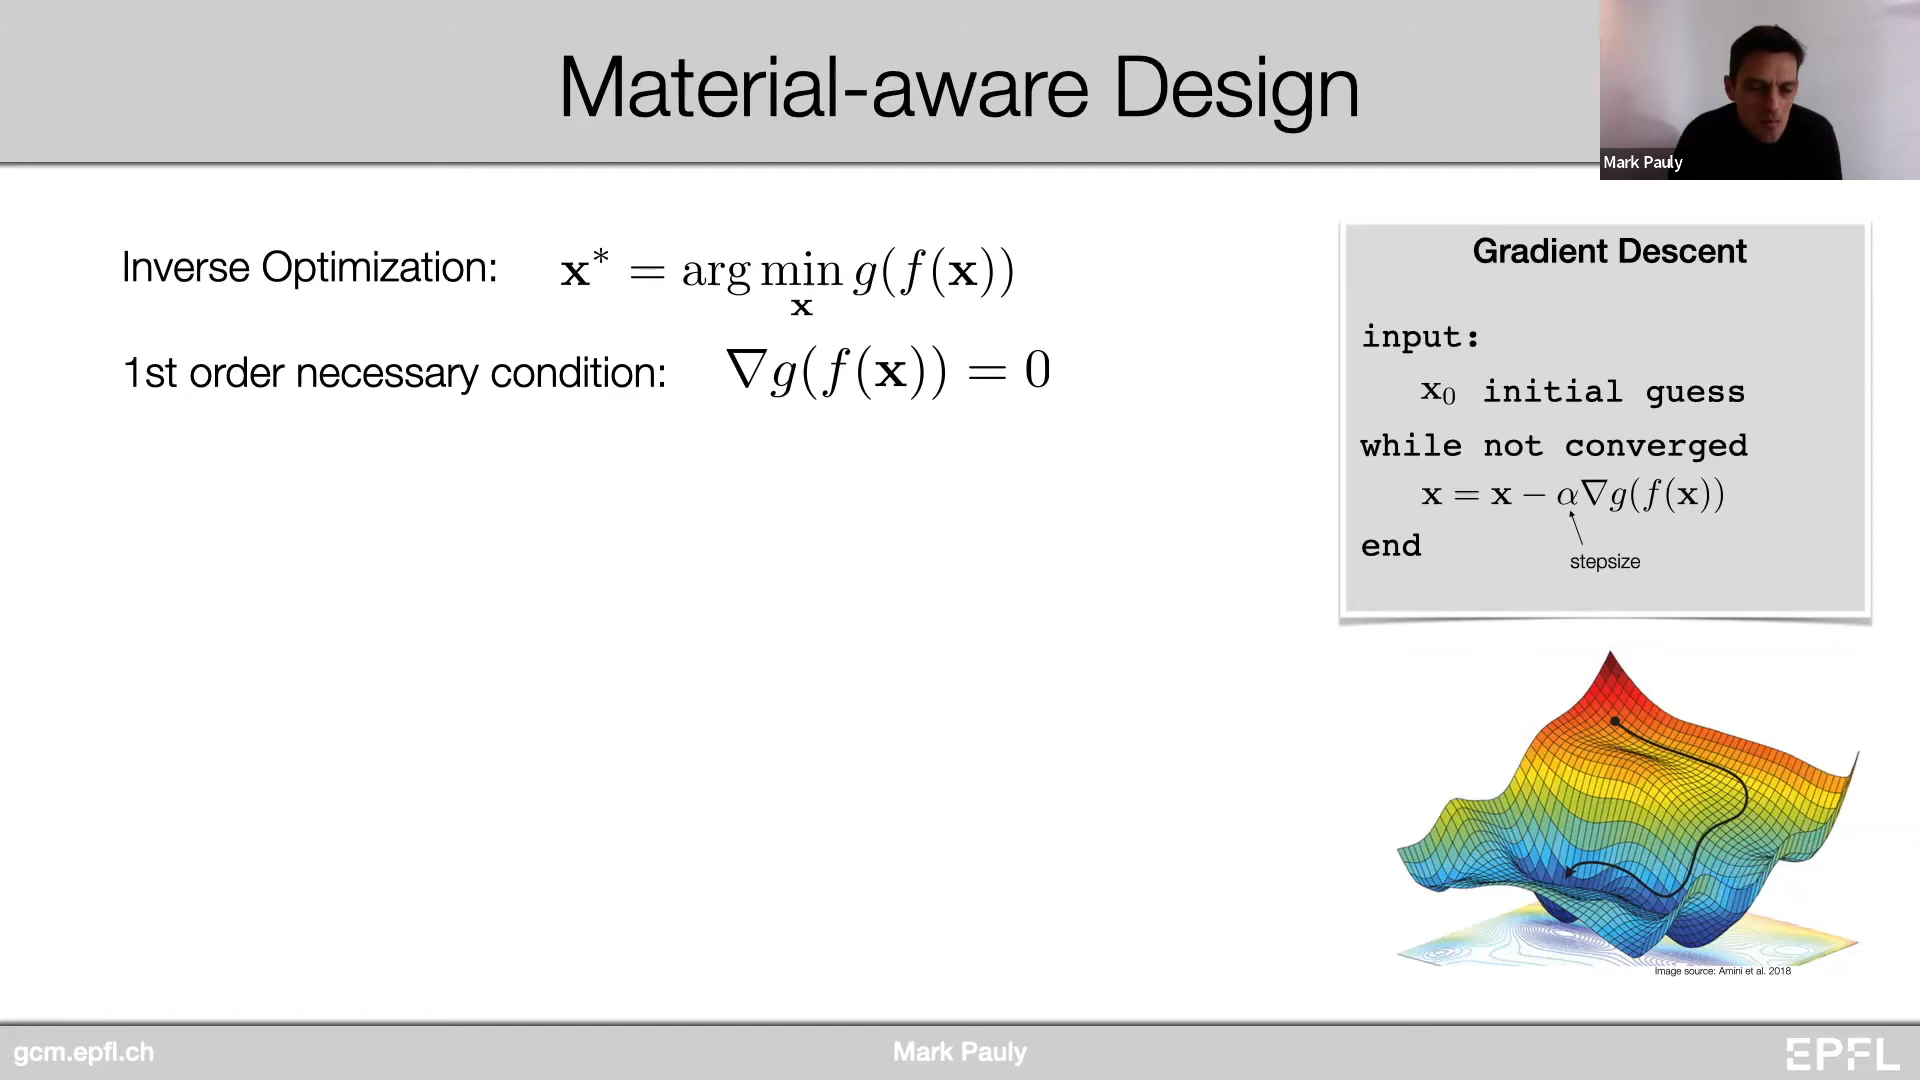 Material-aware Design
Mark Pauly
Inverse Optimization: x* = arg min g(f(x))
x
1st order necessary condition: ∇g(f(x)) = 0
Gradient Descent
input:
x₀ initial guess
while not converged
x = x − α∇g(f(x))
end
stepsize
Image source: Amini et al. 2018
gcm.epfl.ch
Mark Pauly
EPFL